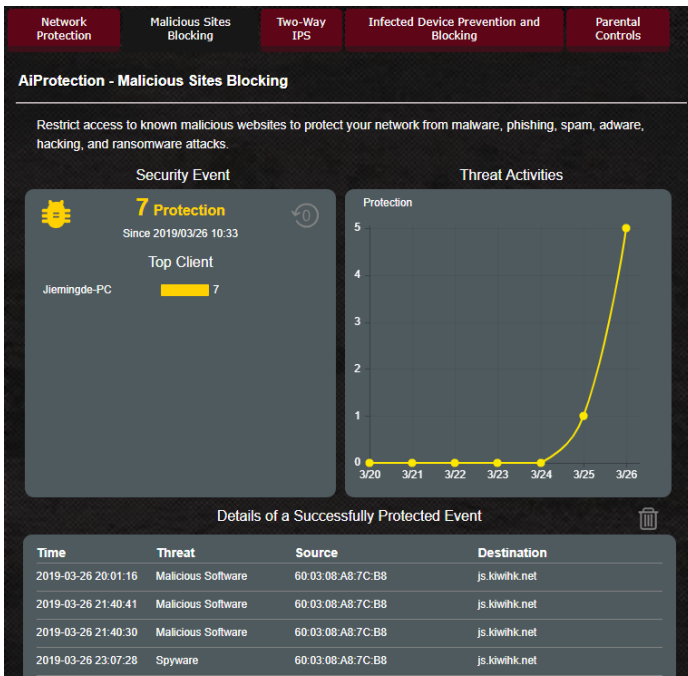 Network Protection
Malicious Sites Blocking
Two-Way IPS
Infected Device Prevention and Blocking
Parental Controls
AiProtection - Malicious Sites Blocking
Restrict access to known malicious websites to protect your network from malware, phishing, spam, adware,
hacking, and ransomware attacks.
Security Event
7 Protection
0
Since 2019/03/26 10:33
Top Client
Jiemingde-PC 7
Threat Activities
Protection
5
4
3
2
1
0
3/20 3/21 3/22 3/23 3/24 3/25 3/26
Details of a Successfully Protected Event
Time Threat Source Destination
2019-03-26 20:01:16 Malicious Software 60:03:08:A8:7C:B8 js.kiwihk.net
2019-03-26 21:40:41 Malicious Software 60:03:08:A8:7C:B8 js.kiwihk.net
2019-03-26 21:40:30 Malicious Software 60:03:08:A8:7C:B8 js.kiwihk.net
2019-03-26 23:07:28 Spyware 60:03:08:A8:7C:B8 js.kiwihk.net